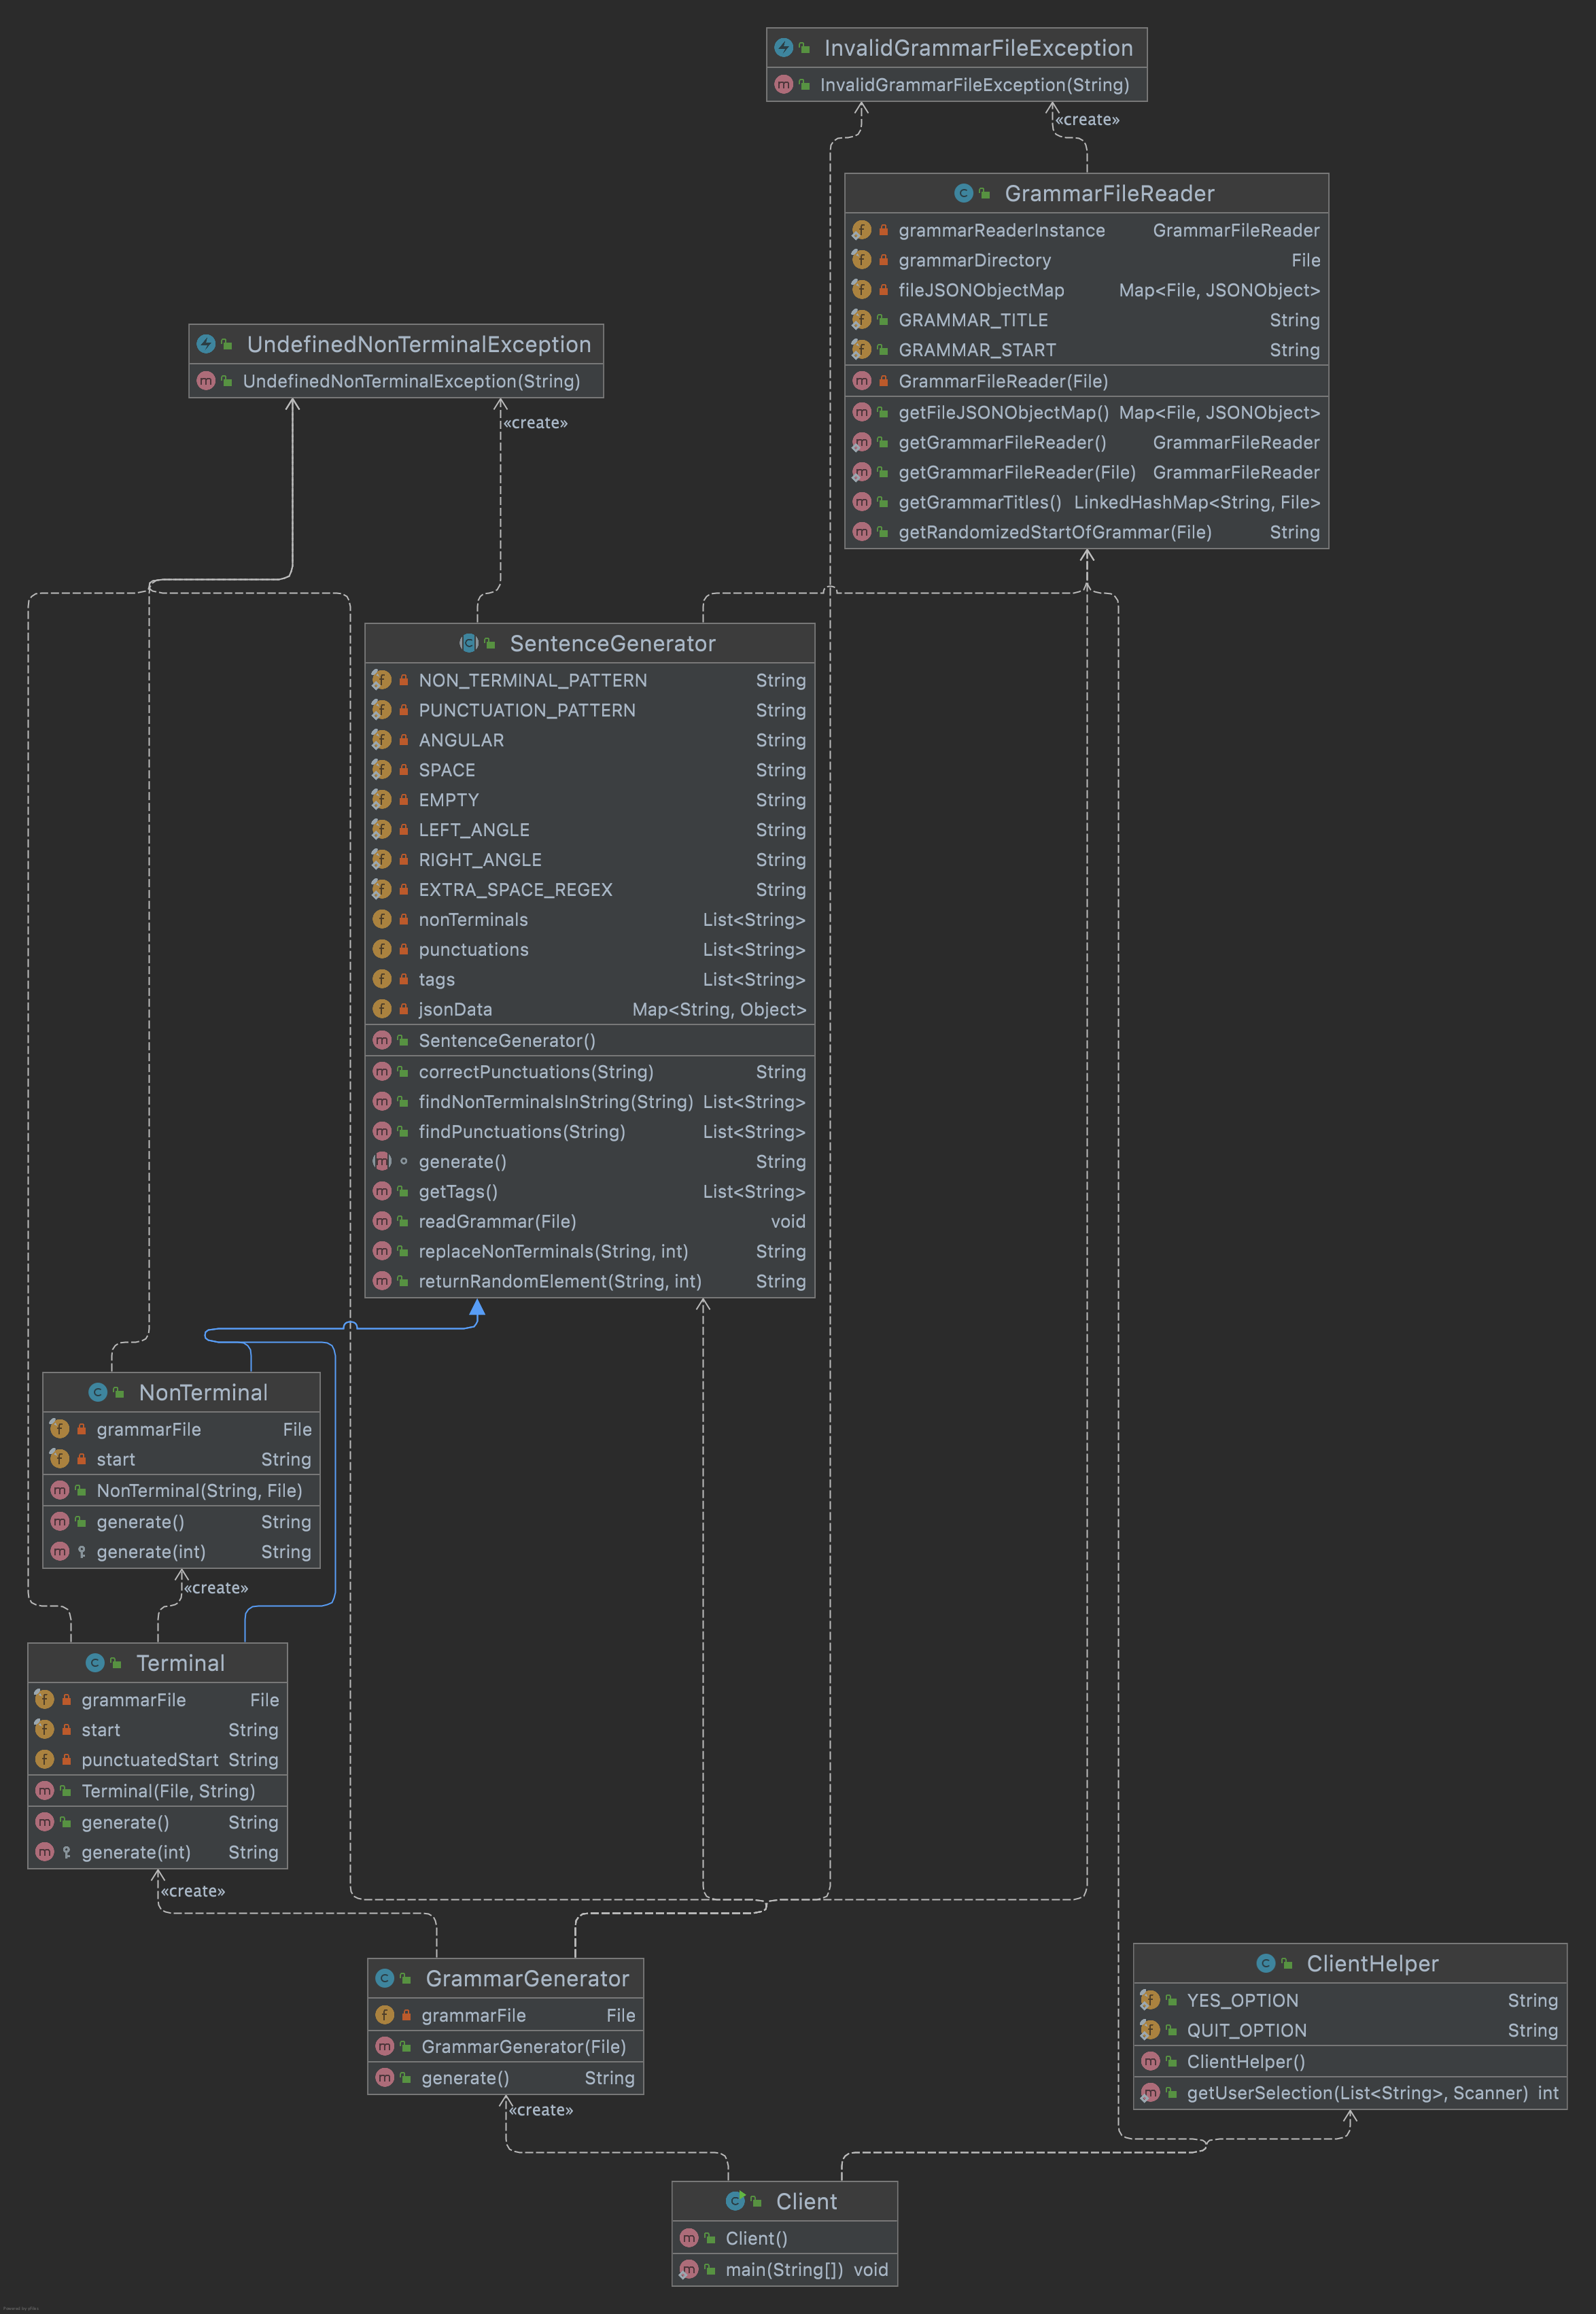 InvalidGrammarFileException
InvalidGrammarFileException(String)
«create»
GrammarFileReader
grammarReaderInstance GrammarFileReader
grammarDirectory File
fileJSONObjectMap Map<File, JSONObject>
GRAMMAR_TITLE String
GRAMMAR_START String
GrammarFileReader(File)
getFileJSONObjectMap() Map<File, JSONObject>
getGrammarFileReader() GrammarFileReader
getGrammarFileReader(File) GrammarFileReader
getGrammarTitles() LinkedHashMap<String, File>
getRandomizedStartOfGrammar(File) String
UndefinedNonTerminalException
UndefinedNonTerminalException(String)
«create»
SentenceGenerator
NON_TERMINAL_PATTERN String
PUNCTUATION_PATTERN String
ANGULAR String
SPACE String
EMPTY String
LEFT_ANGLE String
RIGHT_ANGLE String
EXTRA_SPACE_REGEX String
nonTerminals List<String>
punctuations List<String>
tags List<String>
jsonData Map<String, Object>
SentenceGenerator()
correctPunctuations(String) String
findNonTerminalsInString(String) List<String>
findPunctuations(String) List<String>
generate() String
getTags() List<String>
readGrammar(File) void
replaceNonTerminals(String, int) String
returnRandomElement(String, int) String
NonTerminal
grammarFile File
start String
NonTerminal(String, File)
generate() String
generate(int) String
«create»
Terminal
grammarFile File
start String
punctuatedStart String
Terminal(File, String)
generate() String
generate(int) String
«create»
GrammarGenerator
grammarFile File
GrammarGenerator(File)
generate() String
«create»
ClientHelper
YES_OPTION String
QUIT_OPTION String
ClientHelper()
getUserSelection(List<String>, Scanner) int
Client
Client()
main(String[]) void
Powered by yFiles